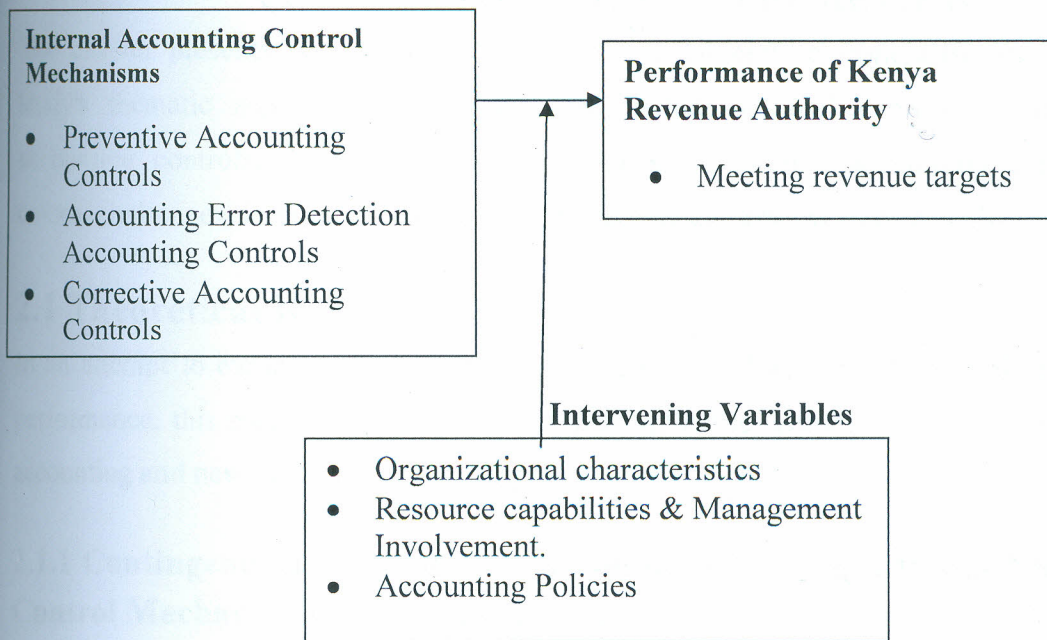 Internal Accounting Control
Mechanisms
• Preventive Accounting
Controls
• Accounting Error Detection
Accounting Controls
• Corrective Accounting
Controls
Performance of Kenya
Revenue Authority
• Meeting revenue targets
Intervening Variables
• Organizational characteristics
• Resource capabilities & Management
Involvement.
• Accounting Policies